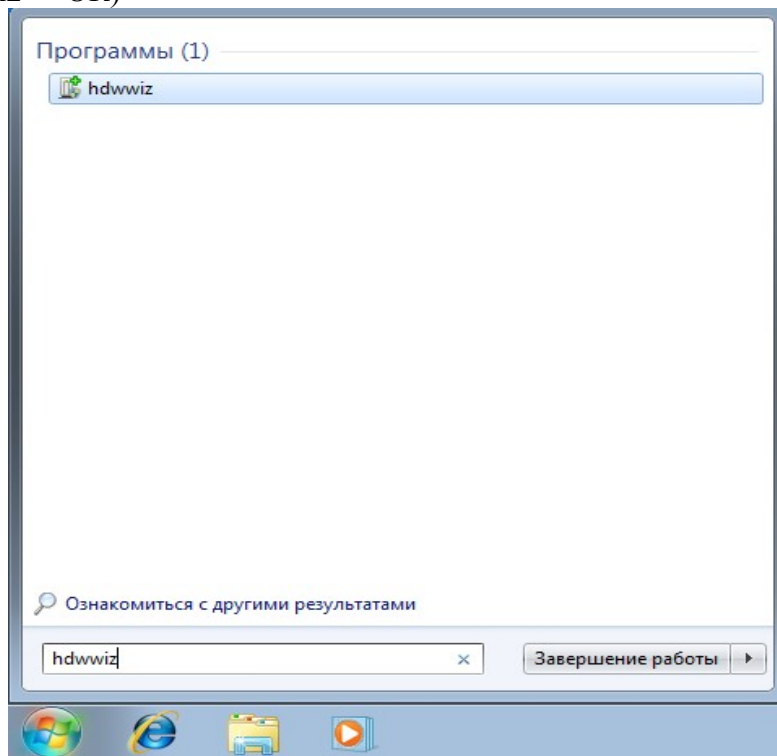 Программы (1)
hdwwiz
Ознакомиться с другими результатами
hdwwiz
Завершение работы